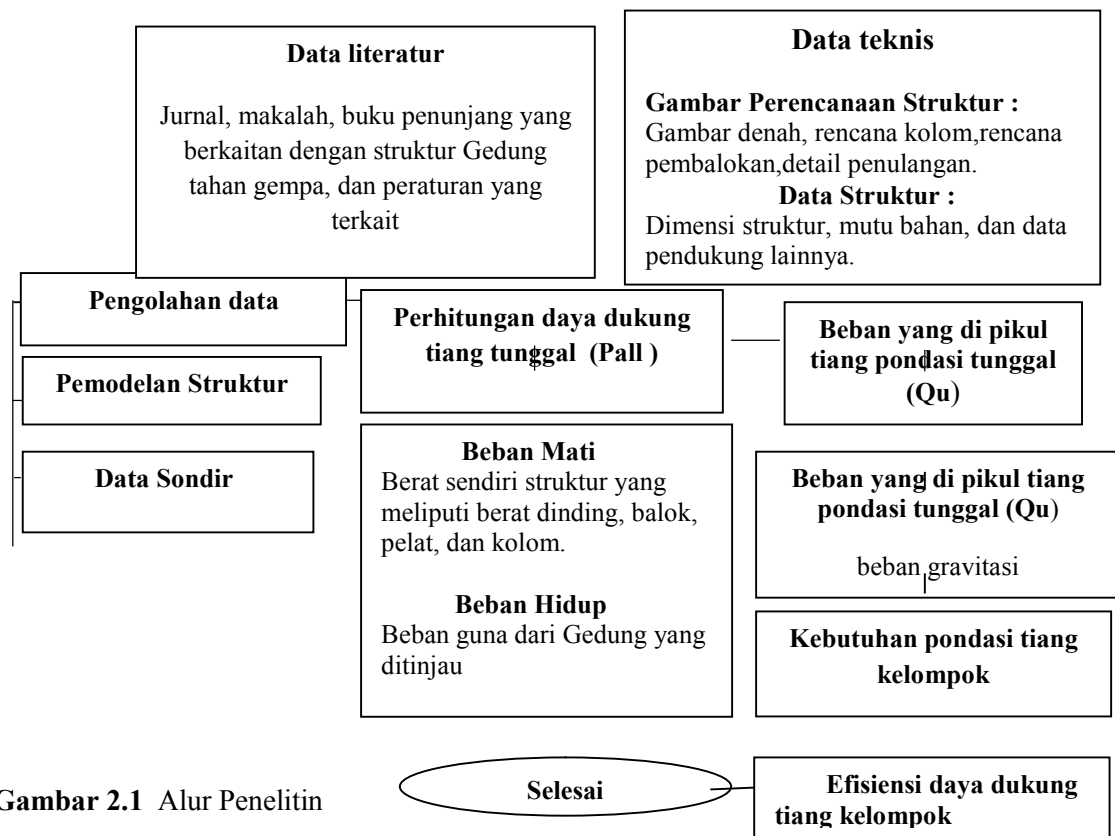 Data literatur
Jurnal, makalah, buku penunjang yang
berkaitan dengan struktur Gedung
tahan gempa, dan peraturan yang
terkait
Data teknis
Gambar Perencanaan Struktur :
Gambar denah, rencana kolom,rencana
pembalokan,detail penulangan.
Data Struktur :
Dimensi struktur, mutu bahan, dan data
pendukung lainnya.
Pengolahan data
Pemodelan Struktur
Data Sondir
Perhitungan daya dukung
tiang tunggal (Pall )
Beban Mati
Berat sendiri struktur yang
meliputi berat dinding, balok,
pelat, dan kolom.
Beban Hidup
Beban guna dari Gedung yang
ditinjau
Beban yang di pikul
tiang pondasi tunggal
(Qu)
Beban yang di pikul tiang
pondasi tunggal (Qu)
beban gravitasi
Kebutuhan pondasi tiang
kelompok
Efisiensi daya dukung
tiang kelompok
Selesai
Gambar 2.1 Alur Penelitin